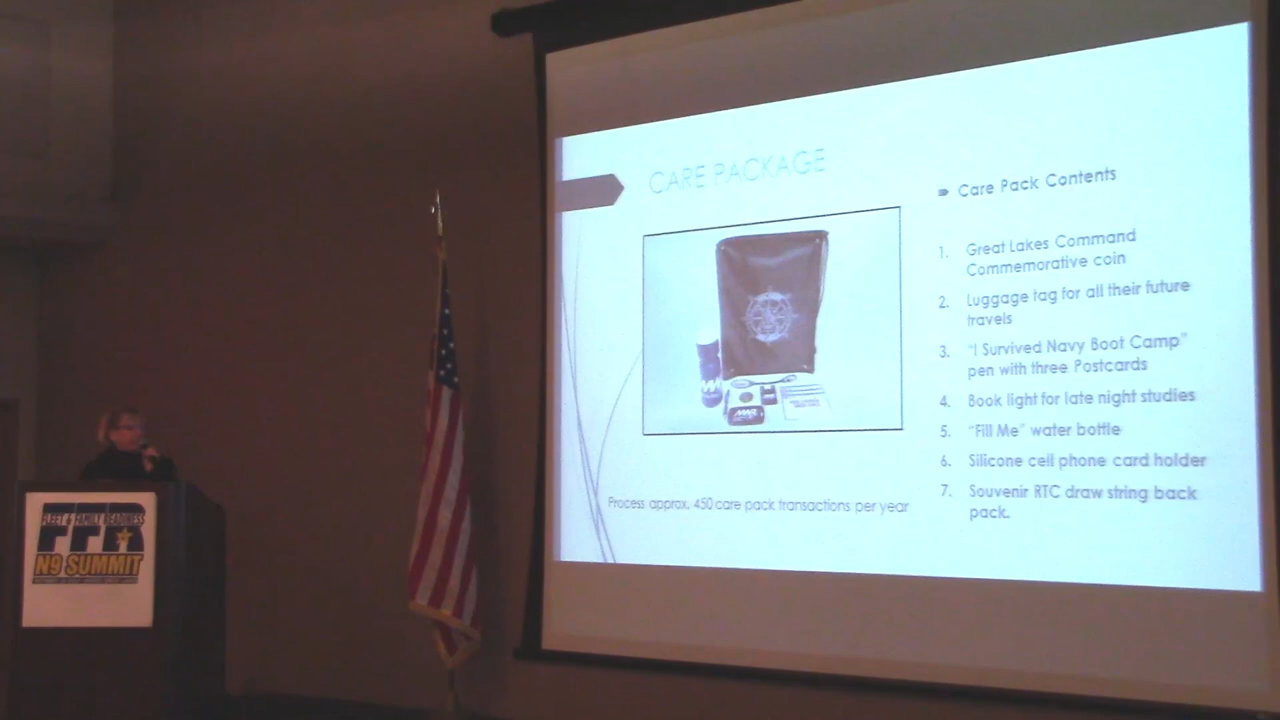 CARE PACKAGE
Care Pack Contents
1. Great Lakes Command
Commemorative coin
2. Luggage tag for all their future
travels
3. "I Survived Navy Boot Camp"
pen with three Postcards
4. Book light for late night studies
5. "Fill Me" water bottle
6. Silicone cell phone card holder
7. Souvenir RTC draw string back
pack.
MWR
Process approx. 450 care pack transactions per year
FLEET & FAMILY READINESS
FFR
N9 SUMMIT